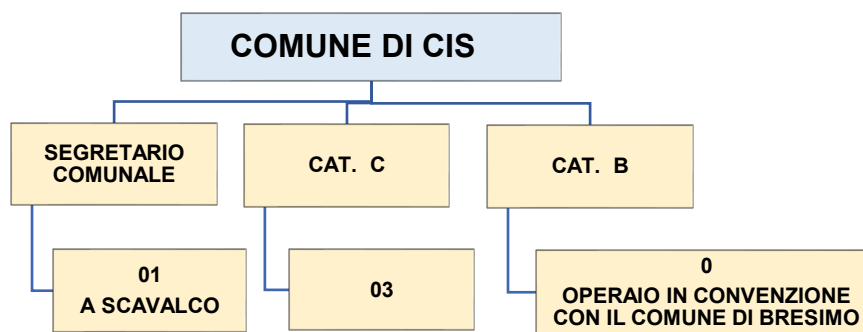 COMUNE DI CIS
SEGRETARIO
COMUNALE
CAT. C
CAT. B
01
A SCAVALCO
03
0
OPERAIO IN CONVENZIONE
CON IL COMUNE DI BRESIMO